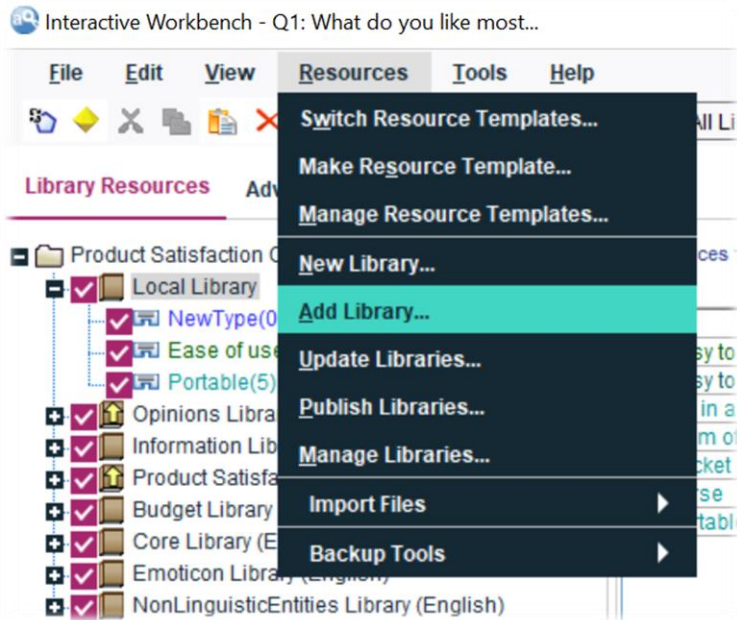 Interactive Workbench - Q1: What do you like most...
File Edit View Resources Tools Help
Switch Resource Templates...
Make Resource Template...
Manage Resource Templates...
New Library...
Add Library...
Update Libraries...
Publish Libraries...
Manage Libraries...
Import Files
Backup Tools
Library Resources
Product Satisfaction
Local Library
NewType(0
Ease of use
Portable(5)
Opinions
Information
Product
Budget Library
Core Library
Emoticon Library (English)
NonLinguisticEntities Library (English)